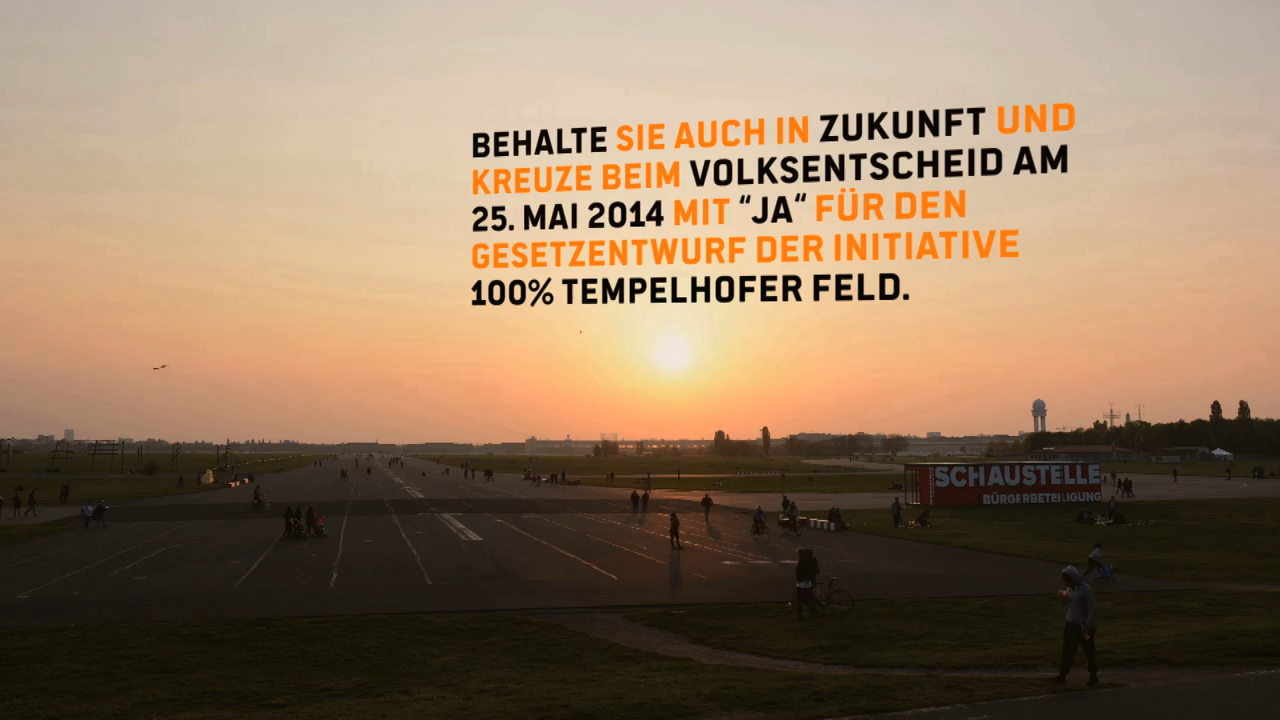 BEHALTE SIE AUCH IN ZUKUNFT UND
KREUZE BEIM VOLKSENTSCHEID AM
25. MAI 2014 MIT “JA“ FÜR DEN
GESETZENTWURF DER INITIATIVE
100% TEMPELHOFER FELD.
SCHAUSTELLE
BÜRGERBETEILIGUNG